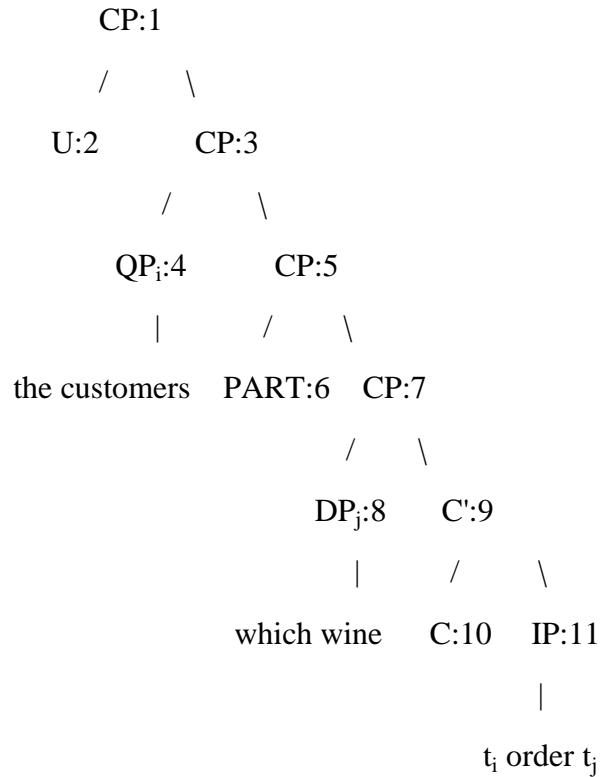 CP:1
/ \
U:2 CP:3
/ \
QPi:4 CP:5
| / \
the customers PART:6 CP:7
/ \
DPj:8 C':9
| / \
which wine C:10 IP:11
|
ti order tj